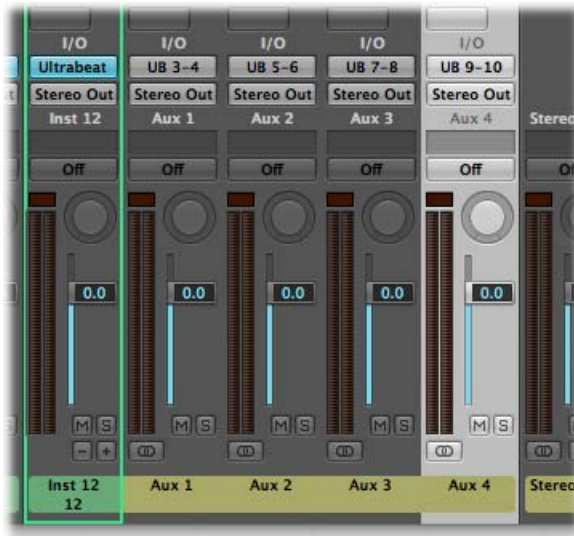 I/O I/O I/O I/O I/O
Ultrabeat UB 3-4 UB 5-6 UB 7-8 UB 9-10
Stereo Out Stereo Out Stereo Out Stereo Out Stereo Out
Inst 12 Aux 1 Aux 2 Aux 3 Aux 4 Stereo
Off Off Off Off Off
0.0 0.0 0.0 0.0 0.0
M S M S M S M S M S
- +
Inst 12 Aux 1 Aux 2 Aux 3 Aux 4 Stereo
12